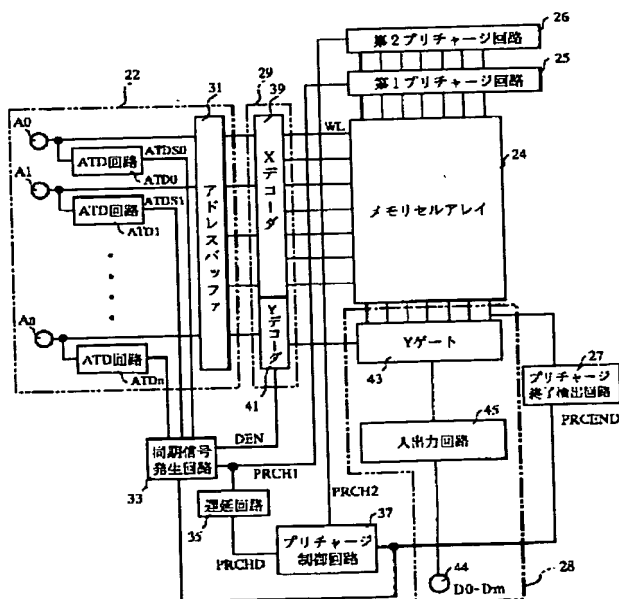 26
第2プリチャージ回路
25
第1プリチャージ回路
22
31
29
39
A0
WL
ATDS0
24
ATD回路
ATD0
A1
ATDS1
ATD回路
ATD1
アドレスバッファ
Xデコーダ
メモリセルアレイ
An
Yデコーダ
Yゲート
ATD回路
ATDn
41
43
27
プリチャージ
終了検出回路
DEN
45
PRCEND
同期信号
発生回路
入出力回路
33
PRCH1
PRCH2
遅延回路
35
37
プリチャージ
制御回路
PRCHD
44
D0-Dm
28